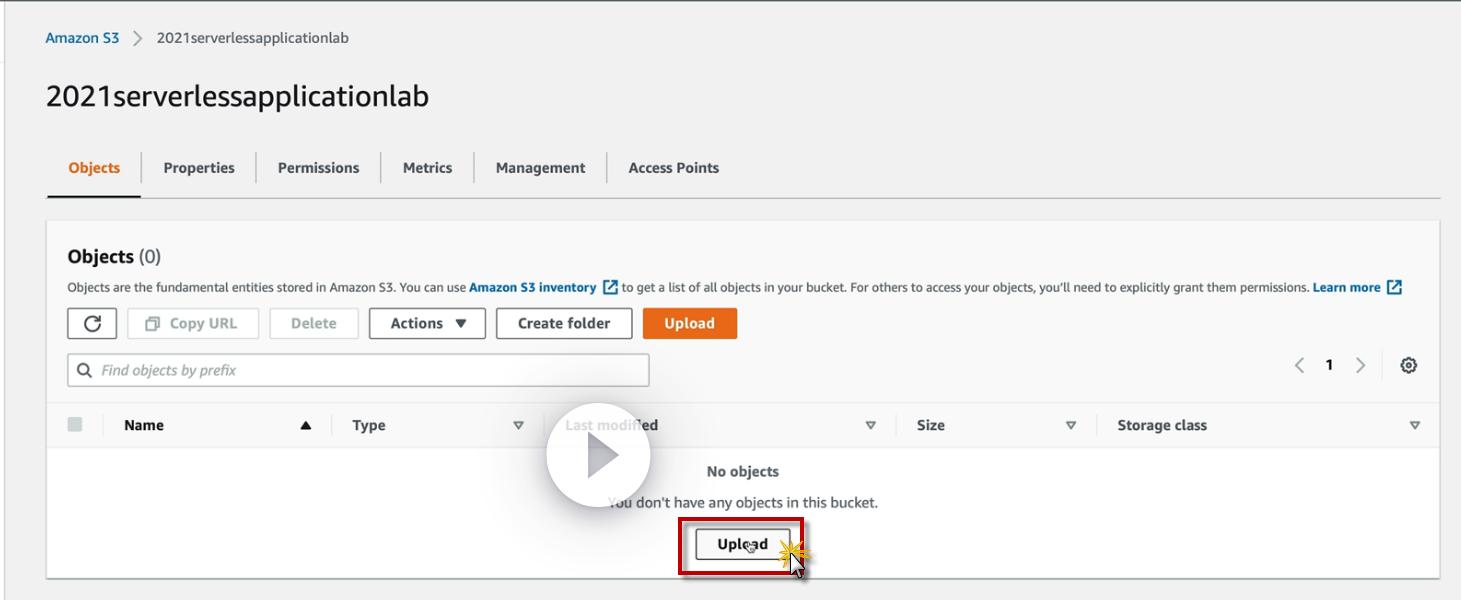 Amazon S3 > 2021serverlessapplicationlab
2021serverlessapplicationlab
Objects Properties Permissions Metrics Management Access Points
Objects (0)
Objects are the fundamental entities stored in Amazon S3. You can use Amazon S3 inventory to get a list of all objects in your bucket. For others to access your objects, you'll need to explicitly grant them permissions. Learn more
Copy URL Delete Actions Create folder Upload
Find objects by prefix
1
Name Type Last modified Size Storage class
No objects
You don't have any objects in this bucket.
Upload